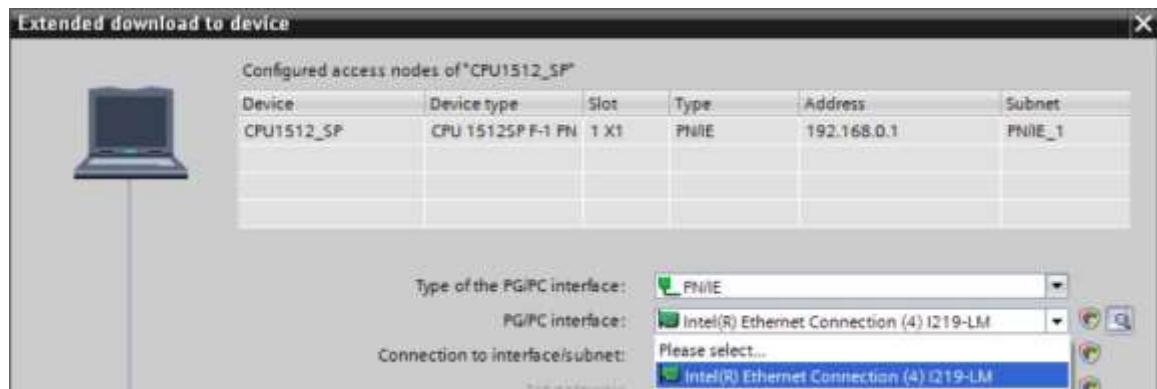 Extended download to device
Configured access nodes of "CPU1512_SP"
Device Device type Slot Type Address Subnet
CPU1512_SP CPU 1512SP F-1 PN 1 X1 PN/IE 192.168.0.1 PN/IE_1
Type of the PG/PC interface: PN/IE
PG/PC interface: Intel(R) Ethernet Connection (4) I219-LM
Connection to interface/subnet: Please select...
Intel(R) Ethernet Connection (4) I219-LM